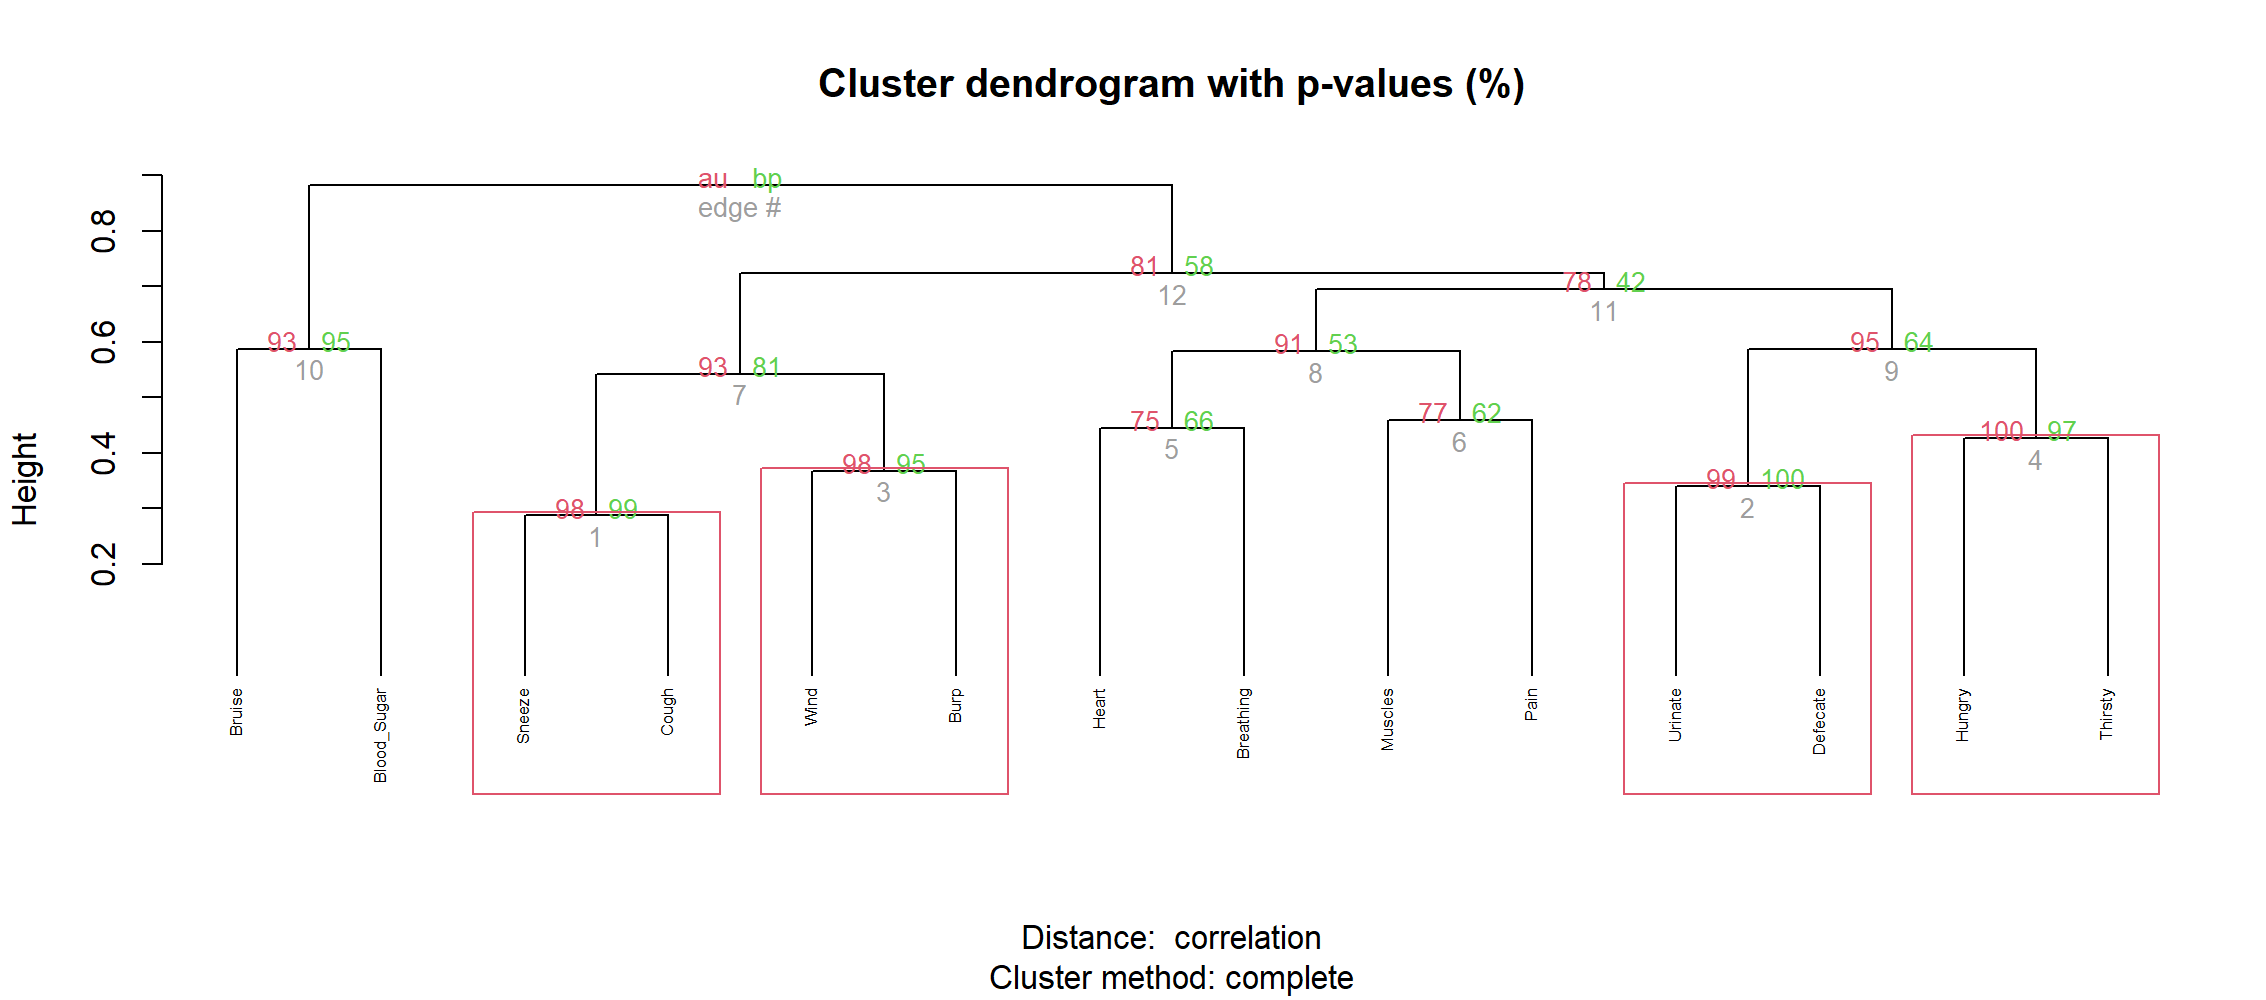 Cluster dendrogram with p-values (%)
au bp
edge #
81 58
12
78 42
11
93 95
10
93 81
7
91 53
8
95 64
9
75 66
5
77 62
6
100 97
4
98 95
3
99 100
2
98 99
1
Height
0.8
0.6
0.4
0.2
Bruise
Blood_Sugar
Sneeze
Cough
Wind
Burp
Heart
Breathing
Muscles
Pain
Urinate
Defecate
Hungry
Thirsty
Distance: correlation
Cluster method: complete